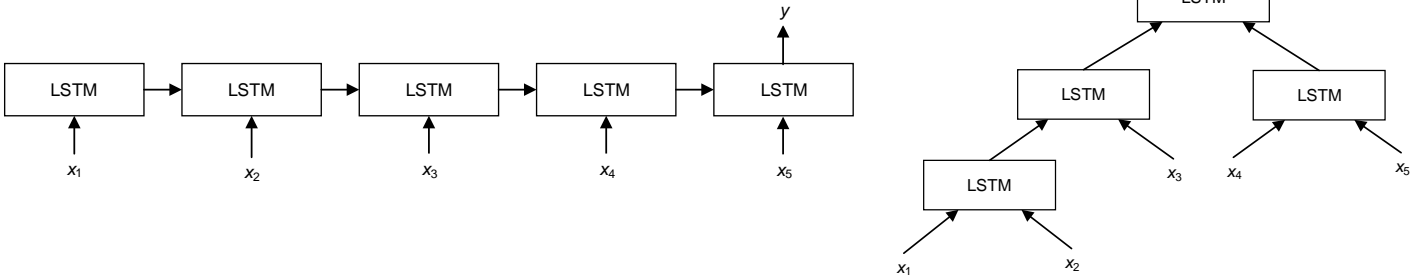 y
LSTM LSTM LSTM LSTM LSTM
x1 x2 x3 x4 x5
LSTM
LSTM LSTM
x3 x4 x5
LSTM
x1 x2